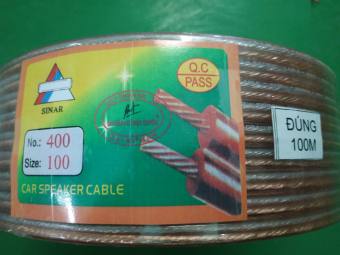 SINAR
Q.C
PASS
No.: 400
Size: 100
CAR SPEAKER CABLE
ĐÚNG
100M